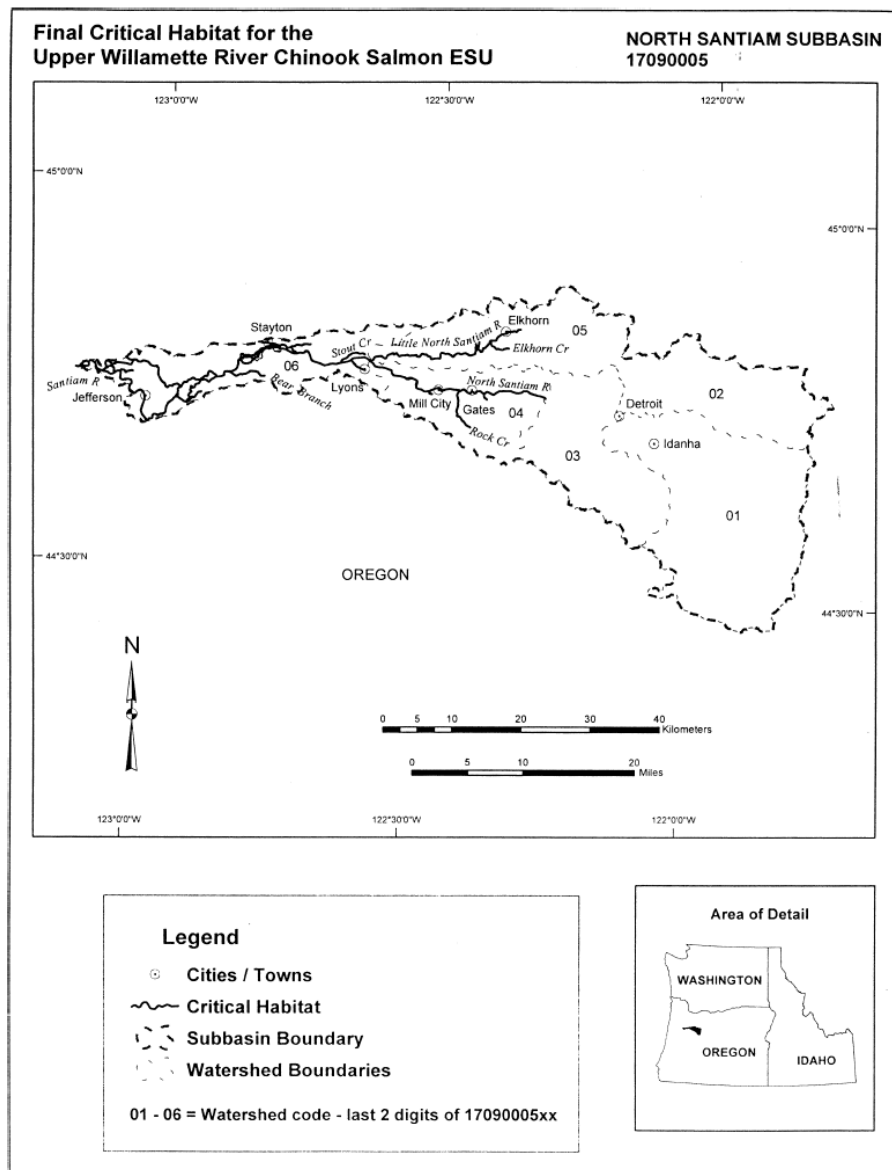 Final Critical Habitat for the
Upper Willamette River Chinook Salmon ESU
NORTH SANTIAM SUBBASIN
17090005
123°0'0"W
122°30'0"W
122°0'0"W
45°0'0"N
45°0'0"N
Stayton
Stout Cr
Little North Santiam R
Elkhorn
05
Elkhorn Cr
06
Santiam R
Jefferson
Bear Branch
Lyons
North Santiam R
Mill City
Gates
04
Rock Cr
Detroit
02
Idanha
03
01
44°30'0"N
44°30'0"N
OREGON
N
0 5 10 20 30 40
Kilometers
0 5 10 20
Miles
123°0'0"W
122°30'0"W
122°0'0"W
Legend
Cities / Towns
Critical Habitat
Subbasin Boundary
Watershed Boundaries
01 - 06 = Watershed code - last 2 digits of 17090005xx
Area of Detail
WASHINGTON
OREGON
IDAHO